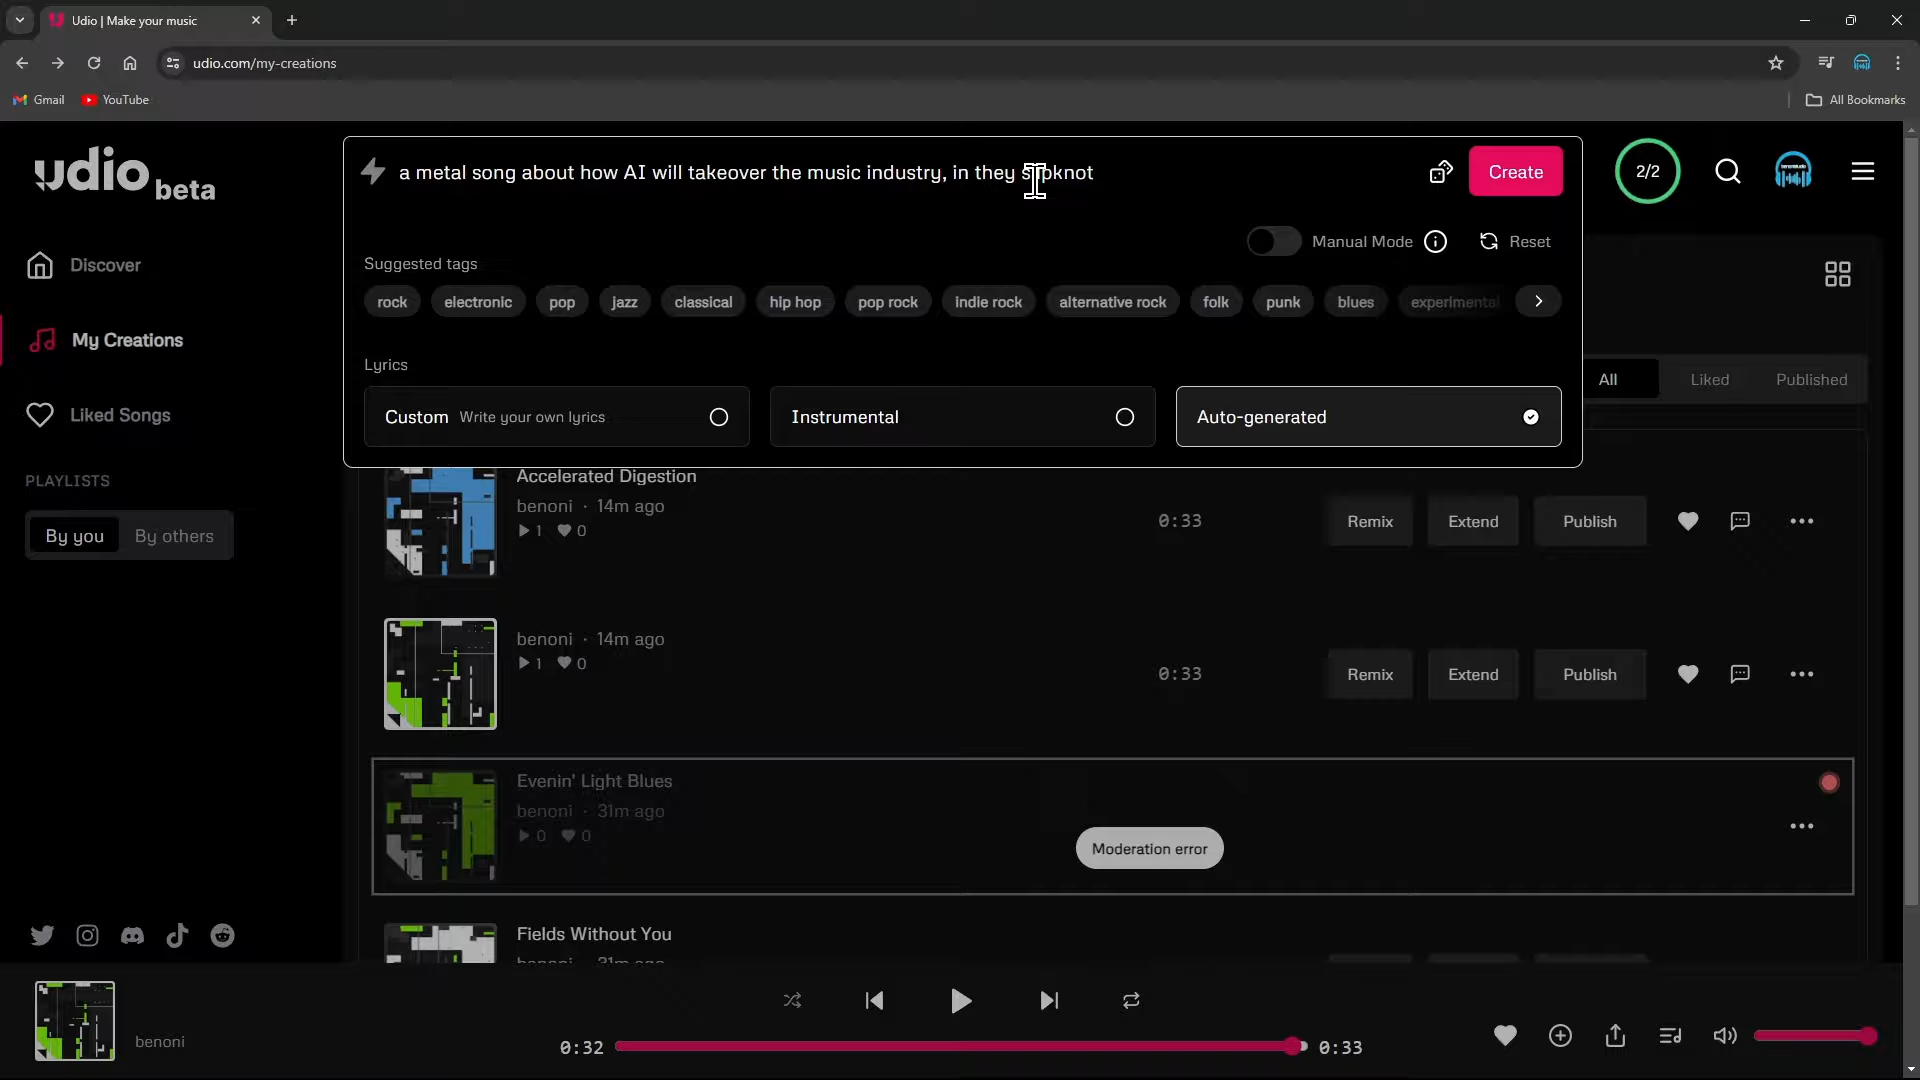 Udio | Make your music
udio.com/my-creations
Gmail
YouTube
All Bookmarks
udio beta
a metal song about how AI will takeover the music industry, in they slipknot
Create
2/2
Manual Mode
Reset
Suggested tags
rock
electronic
pop
jazz
classical
hip hop
pop rock
indie rock
alternative rock
folk
punk
blues
experimental
Lyrics
Custom Write your own lyrics
Instrumental
Auto-generated
Discover
My Creations
Liked Songs
PLAYLISTS
By you
By others
All
Liked
Published
Accelerated Digestion
benoni · 14m ago
1 0
0:33
Remix
Extend
Publish
benoni · 14m ago
1 0
0:33
Remix
Extend
Publish
Evenin' Light Blues
benoni · 31m ago
0 0
Moderation error
Fields Without You
benoni · 31m ago
benoni
0:32
0:33